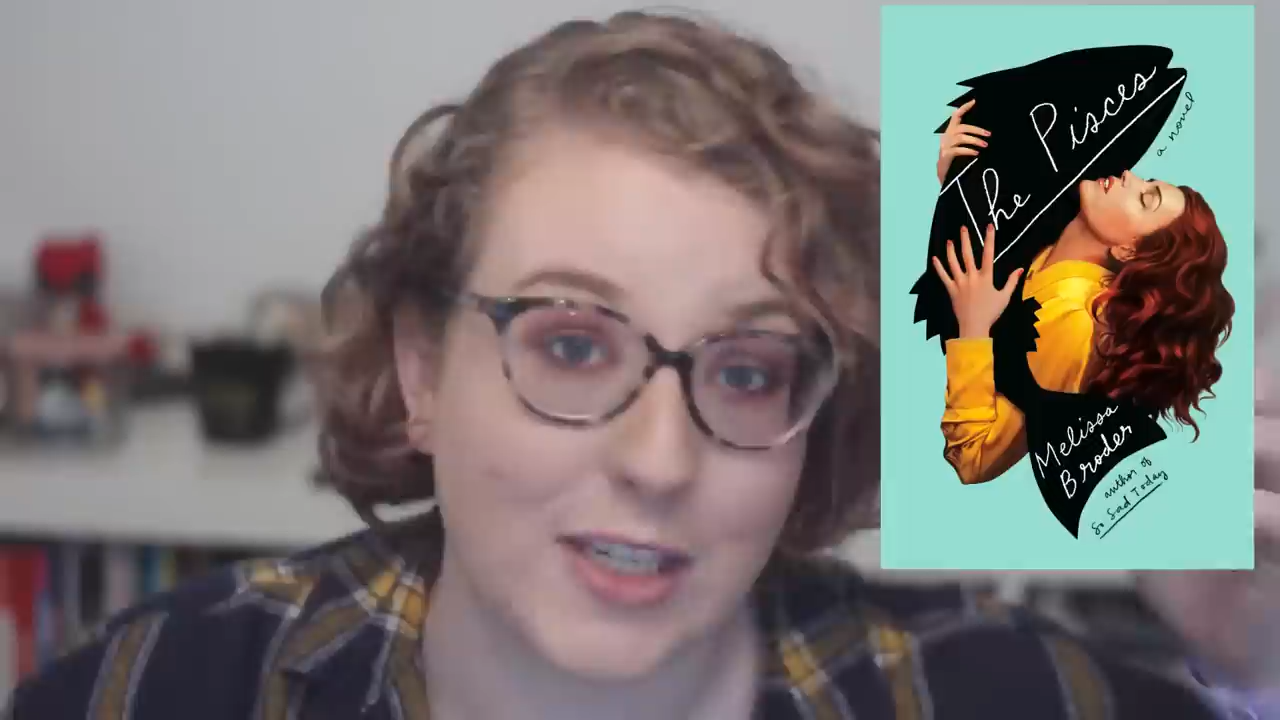 The Pisces
a novel
Melissa
Broder
author of
So Sad Today